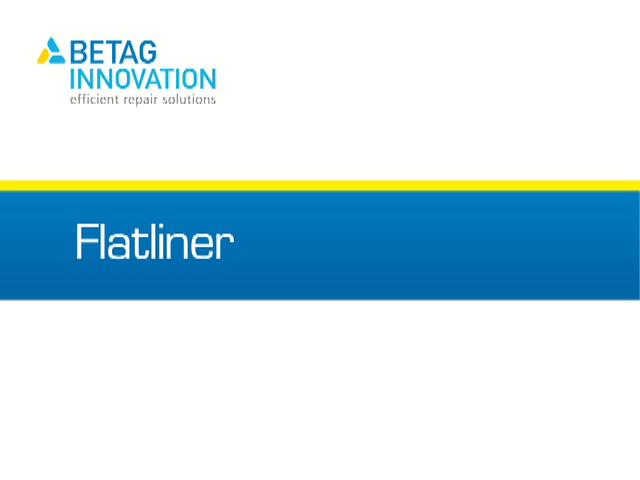 BETAG
INNOVATION
efficient repair solutions
Flatliner